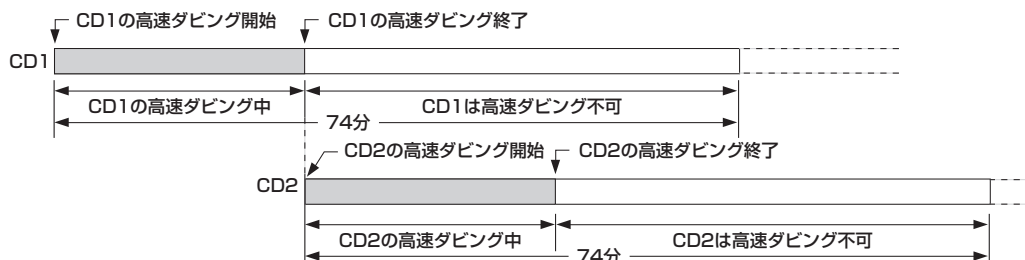 CD1の高速ダビング開始
CD1の高速ダビング終了
CD1
CD1の高速ダビング中
CD1は高速ダビング不可
74分
CD2の高速ダビング開始
CD2の高速ダビング終了
CD2
CD2の高速ダビング中
CD2は高速ダビング不可
74分